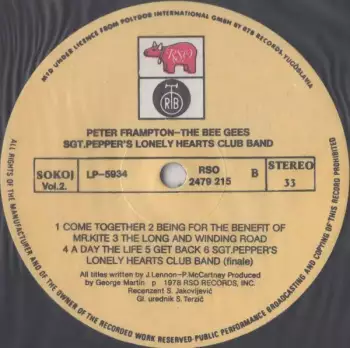 MFD UNDER LICENCE FROM POLYDOR INTERNATIONAL GMBH BY RTB RECORDS, YUGOSLAVIA
RSO
RTB
PETER FRAMPTON-THE BEE GEES
SGT.PEPPER'S LONELY HEARTS CLUB BAND
SOKOJ
Vol.2.
LP-5934
RSO
2479 215
B
STEREO
33
1 COME TOGETHER 2 BEING FOR THE BENEFIT OF
MR.KITE 3 THE LONG AND WINDING ROAD
4 A DAY THE LIFE 5 GET BACK 6 SGT.PEPPER'S
LONELY HEARTS CLUB BAND (finale)
All titles written by J.Lennon-P.McCartney Produced
by George Martin p 1978 RSO RECORDS, INC.
Recenzent S. Jakovljević
Gl. urednik S. Terzić
ALL RIGHTS OF THE MANUFACTURER AND OF THE OWNER OF THE RECORDED WORK RESERVED·PUBLIC PERFORMANCE BROADCASTING AND COPYING OF THIS RECORD PROHIBITED